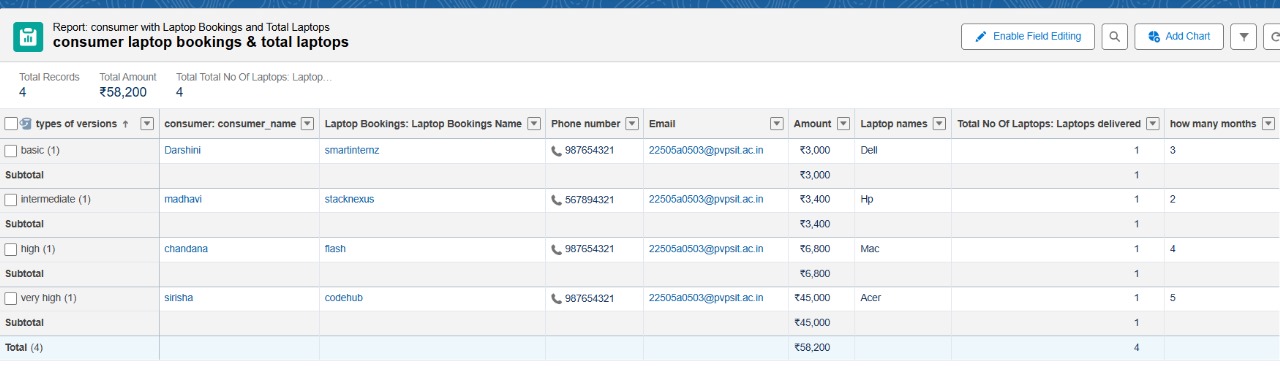 Report: consumer with Laptop Bookings and Total Laptops
consumer laptop bookings & total laptops
Enable Field Editing
Add Chart
Total Records Total Amount Total Total No Of Laptops: Laptop...
4 ₹58,200 4
types of versions ↑ consumer: consumer_name Laptop Bookings: Laptop Bookings Name Phone number Email Amount Laptop names Total No Of Laptops: Laptops delivered how many months
basic (1) Darshini smartinternz 987654321 22505a0503@pvpsit.ac.in ₹3,000 Dell 1 3
Subtotal ₹3,000 1
intermediate (1) madhavi stacknexus 567894321 22505a0503@pvpsit.ac.in ₹3,400 Hp 1 2
Subtotal ₹3,400 1
high (1) chandana flash 987654321 22505a0503@pvpsit.ac.in ₹6,800 Mac 1 4
Subtotal ₹6,800 1
very high (1) sirisha codehub 987654321 22505a0503@pvpsit.ac.in ₹45,000 Acer 1 5
Subtotal ₹45,000 1
Total (4) ₹58,200 4